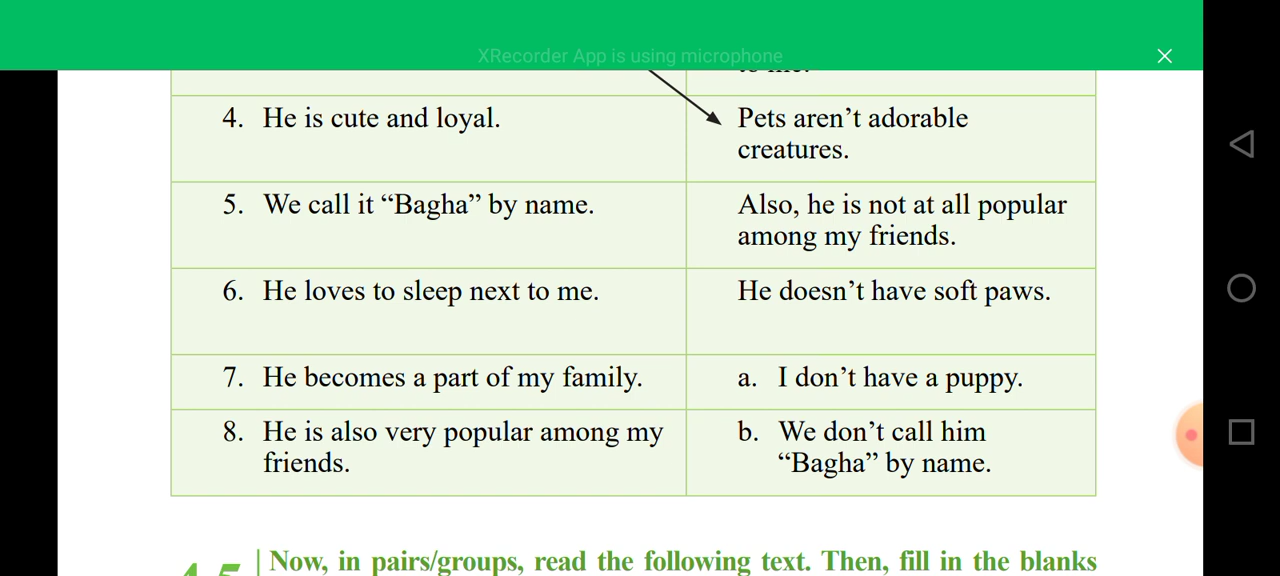 XRecorder App is using microphone
to me.
4. He is cute and loyal.
Pets aren’t adorable
creatures.
5. We call it “Bagha” by name.
Also, he is not at all popular
among my friends.
6. He loves to sleep next to me.
He doesn’t have soft paws.
7. He becomes a part of my family.
a. I don’t have a puppy.
8. He is also very popular among my
friends.
b. We don’t call him
“Bagha” by name.
4.5 Now, in pairs/groups, read the following text. Then, fill in the blanks